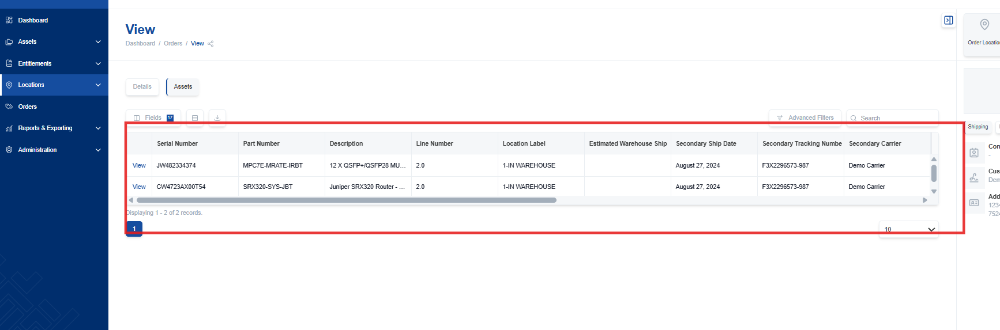 Dashboard
Assets
Entitlements
Locations
Orders
Reports & Exporting
Administration
View
Dashboard / Orders / View
Details
Assets
Fields 17
Advanced Filters
Search
Serial Number Part Number Description Line Number Location Label Estimated Warehouse Ship Secondary Ship Date Secondary Tracking Numbe Secondary Carrier
View JW482334374 MPC7E-MRATE-IRBT 12 X QSFP+/QSFP28 MU... 2.0 1-IN WAREHOUSE August 27, 2024 F3X2296573-987 Demo Carrier
View CW4723AX00T54 SRX320-SYS-JBT Juniper SRX320 Router - ... 2.0 1-IN WAREHOUSE August 27, 2024 F3X2296573-987 Demo Carrier
Displaying 1 - 2 of 2 records.
1
10
Order Locatio
Shipping
Con
-
Cus
Dem
Add
1234
7524